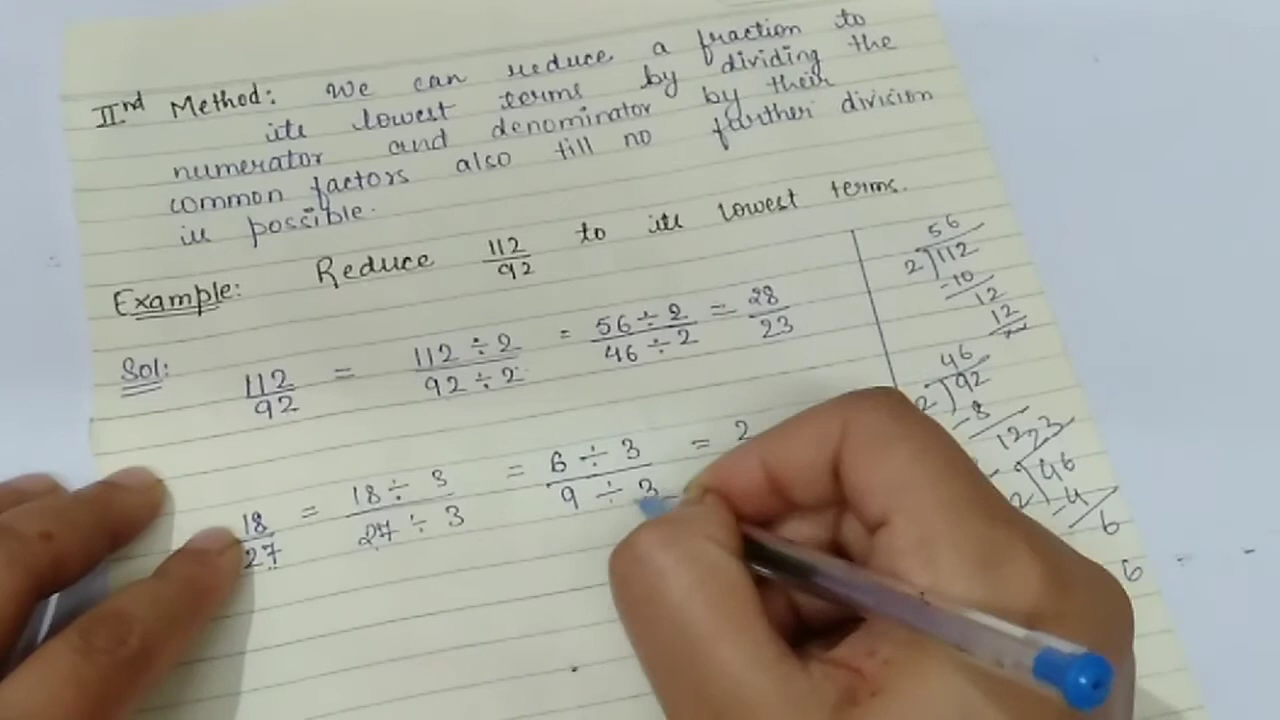 IInd Method: We can reduce a fraction to
its lowest terms by dividing the
numerator and denominator by their
common factors also till no further division
is possible.
Example: Reduce 112/92 to its lowest terms.
Sol: 112/92 = 112 ÷ 2/92 ÷ 2 = 56 ÷ 2/46 ÷ 2 = 28/23
18/27 = 18 ÷ 3/27 ÷ 3 = 6 ÷ 3/9 ÷ 3 = 2
56
2)112
-10
12
12
46
2)92
-8
12
23
2)46
-4
6
6